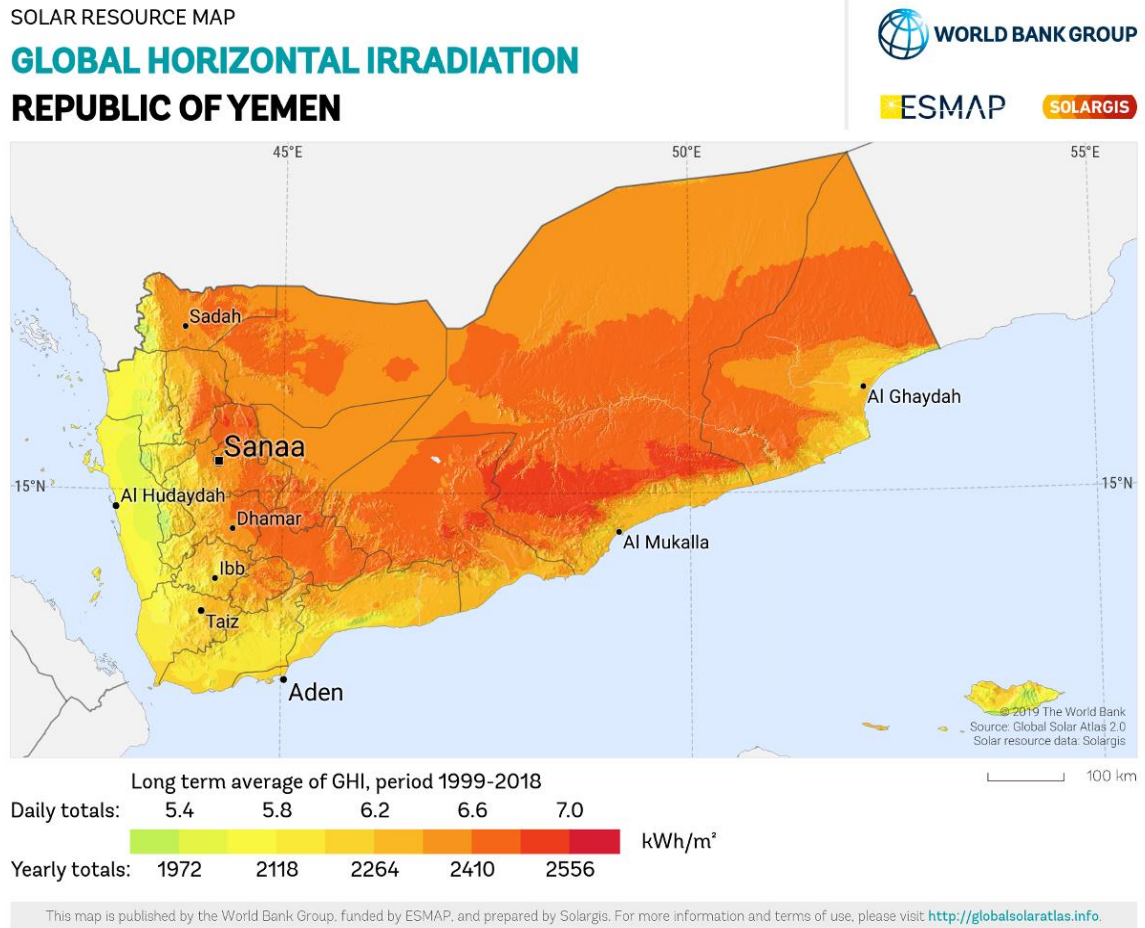 SOLAR RESOURCE MAP
GLOBAL HORIZONTAL IRRADIATION
REPUBLIC OF YEMEN
WORLD BANK GROUP
ESMAP
SOLARGIS
45°E
50°E
55°E
Sadah
Al Ghaydah
Sanaa
15°N
15°N
Al Hudaydah
Dhamar
Al Mukalla
Ibb
Taiz
Aden
© 2019 The World Bank
Source: Global Solar Atlas 2.0
Solar resource data: Solargis
100 km
Long term average of GHI, period 1999-2018
Daily totals: 5.4 5.8 6.2 6.6 7.0
kWh/m²
Yearly totals: 1972 2118 2264 2410 2556
This map is published by the World Bank Group, funded by ESMAP, and prepared by Solargis. For more information and terms of use, please visit http://globalsolaratlas.info.